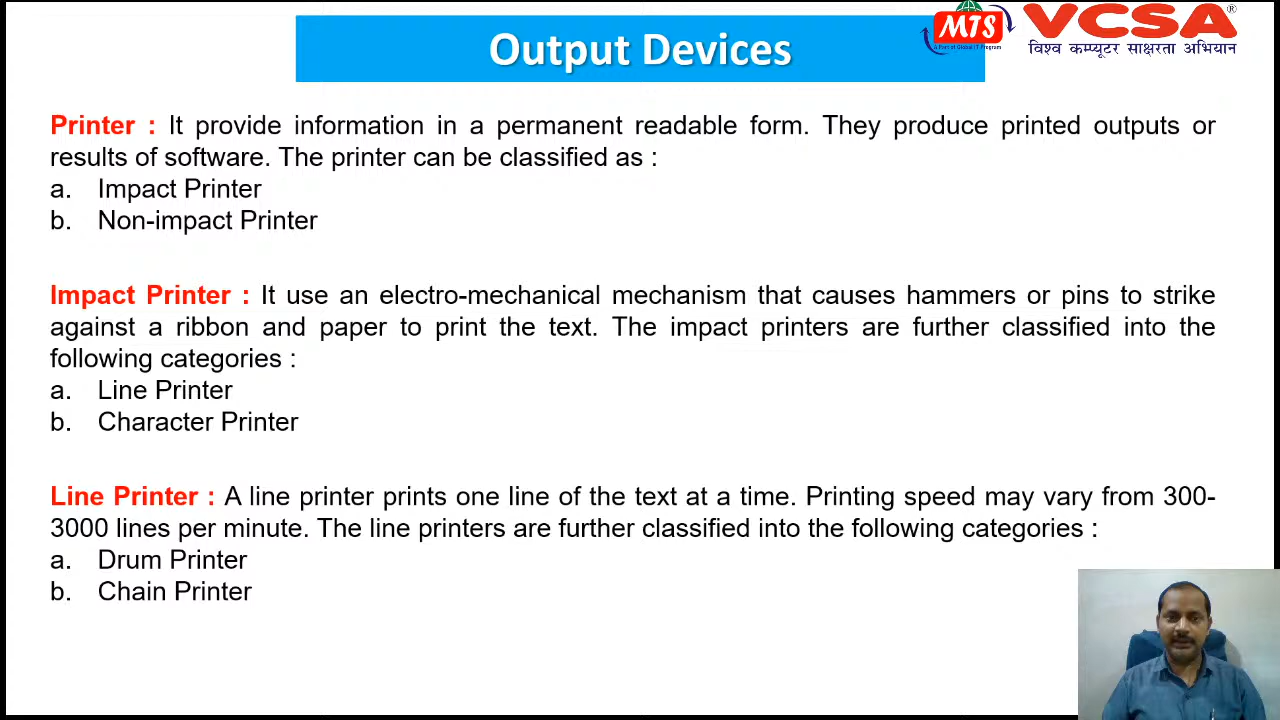 Output Devices
MTS
A Part of Global IT Program
VCSA®
विश्व कम्प्यूटर साक्षरता अभियान
Printer : It provide information in a permanent readable form. They produce printed outputs or
results of software. The printer can be classified as :
a. Impact Printer
b. Non-impact Printer
Impact Printer : It use an electro-mechanical mechanism that causes hammers or pins to strike
against a ribbon and paper to print the text. The impact printers are further classified into the
following categories :
a. Line Printer
b. Character Printer
Line Printer : A line printer prints one line of the text at a time. Printing speed may vary from 300-
3000 lines per minute. The line printers are further classified into the following categories :
a. Drum Printer
b. Chain Printer